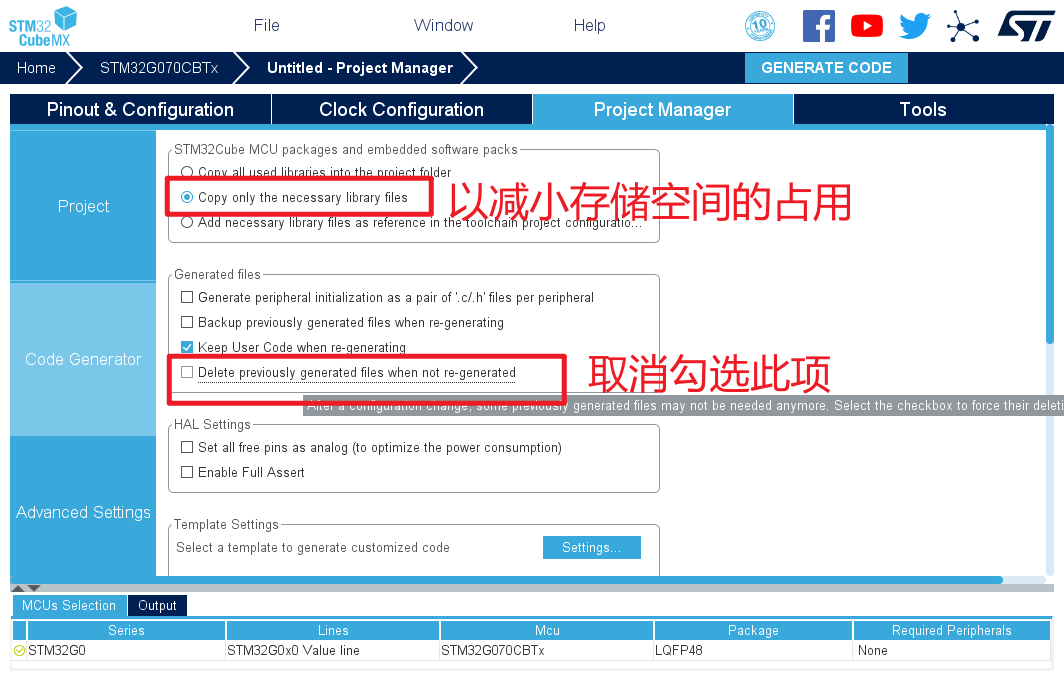 STM32
CubeMX
File
Window
Help
10
Home
STM32G070CBTx
Untitled - Project Manager
GENERATE CODE
Pinout & Configuration
Clock Configuration
Project Manager
Tools
Project
Code Generator
Advanced Settings
STM32Cube MCU packages and embedded software packs
Copy all used libraries into the project folder
Copy only the necessary library files
以减小存储空间的占用
Add necessary library files as reference in the toolchain project configuratio...
Generated files
Generate peripheral initialization as a pair of '.c/.h' files per peripheral
Backup previously generated files when re-generating
Keep User Code when re-generating
Delete previously generated files when not re-generated
取消勾选此项
After a configuration change, some previously generated files may not be needed anymore. Select the checkbox to force their deleti
HAL Settings
Set all free pins as analog (to optimize the power consumption)
Enable Full Assert
Template Settings
Select a template to generate customized code
Settings...
MCUs Selection
Output
Series
Lines
Mcu
Package
Required Peripherals
STM32G0
STM32G0x0 Value line
STM32G070CBTx
LQFP48
None